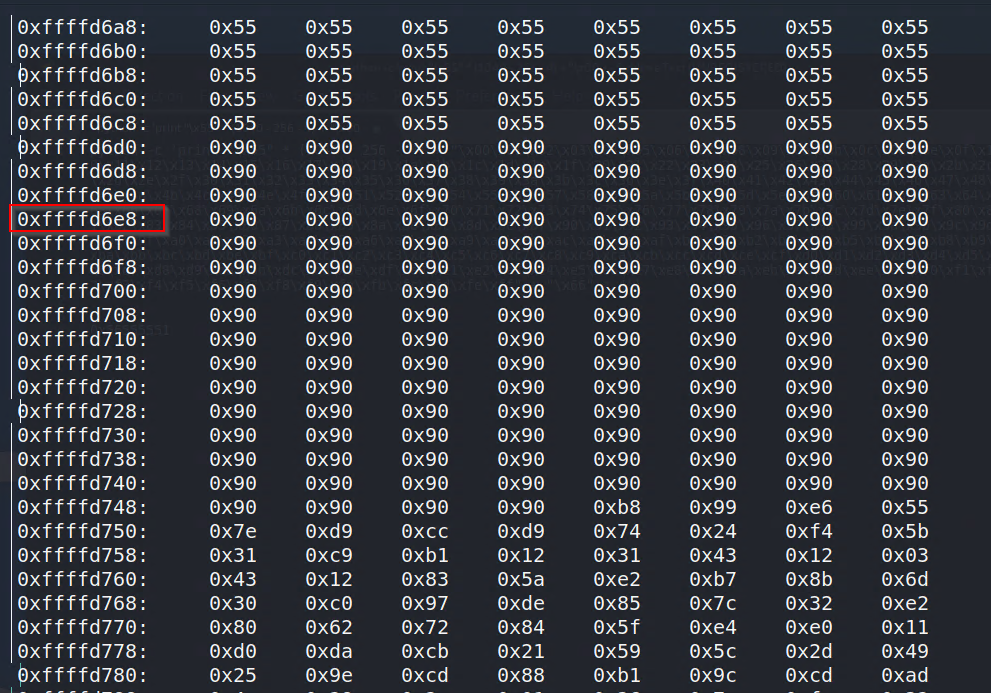 0xffffd6a8: 0x55 0x55 0x55 0x55 0x55 0x55 0x55 0x55
0xffffd6b0: 0x55 0x55 0x55 0x55 0x55 0x55 0x55 0x55
0xffffd6b8: 0x55 0x55 0x55 0x55 0x55 0x55 0x55 0x55
0xffffd6c0: 0x55 0x55 0x55 0x55 0x55 0x55 0x55 0x55
0xffffd6c8: 0x55 0x55 0x55 0x55 0x55 0x55 0x55 0x55
0xffffd6d0: 0x90 0x90 0x90 0x90 0x90 0x90 0x90 0x90
0xffffd6d8: 0x90 0x90 0x90 0x90 0x90 0x90 0x90 0x90
0xffffd6e0: 0x90 0x90 0x90 0x90 0x90 0x90 0x90 0x90
0xffffd6e8: 0x90 0x90 0x90 0x90 0x90 0x90 0x90 0x90
0xffffd6f0: 0x90 0x90 0x90 0x90 0x90 0x90 0x90 0x90
0xffffd6f8: 0x90 0x90 0x90 0x90 0x90 0x90 0x90 0x90
0xffffd700: 0x90 0x90 0x90 0x90 0x90 0x90 0x90 0x90
0xffffd708: 0x90 0x90 0x90 0x90 0x90 0x90 0x90 0x90
0xffffd710: 0x90 0x90 0x90 0x90 0x90 0x90 0x90 0x90
0xffffd718: 0x90 0x90 0x90 0x90 0x90 0x90 0x90 0x90
0xffffd720: 0x90 0x90 0x90 0x90 0x90 0x90 0x90 0x90
0xffffd728: 0x90 0x90 0x90 0x90 0x90 0x90 0x90 0x90
0xffffd730: 0x90 0x90 0x90 0x90 0x90 0x90 0x90 0x90
0xffffd738: 0x90 0x90 0x90 0x90 0x90 0x90 0x90 0x90
0xffffd740: 0x90 0x90 0x90 0x90 0x90 0x90 0x90 0x90
0xffffd748: 0x90 0x90 0x90 0x90 0xb8 0x99 0xe6 0x55
0xffffd750: 0x7e 0xd9 0xcc 0xd9 0x74 0x24 0xf4 0x5b
0xffffd758: 0x31 0xc9 0xb1 0x12 0x31 0x43 0x12 0x03
0xffffd760: 0x43 0x12 0x83 0x5a 0xe2 0xb7 0x8b 0x6d
0xffffd768: 0x30 0xc0 0x97 0xde 0x85 0x7c 0x32 0xe2
0xffffd770: 0x80 0x62 0x72 0x84 0x5f 0xe4 0xe0 0x11
0xffffd778: 0xd0 0xda 0xcb 0x21 0x59 0x5c 0x2d 0x49
0xffffd780: 0x25 0x9e 0xcd 0x88 0xb1 0x9c 0xcd 0xad